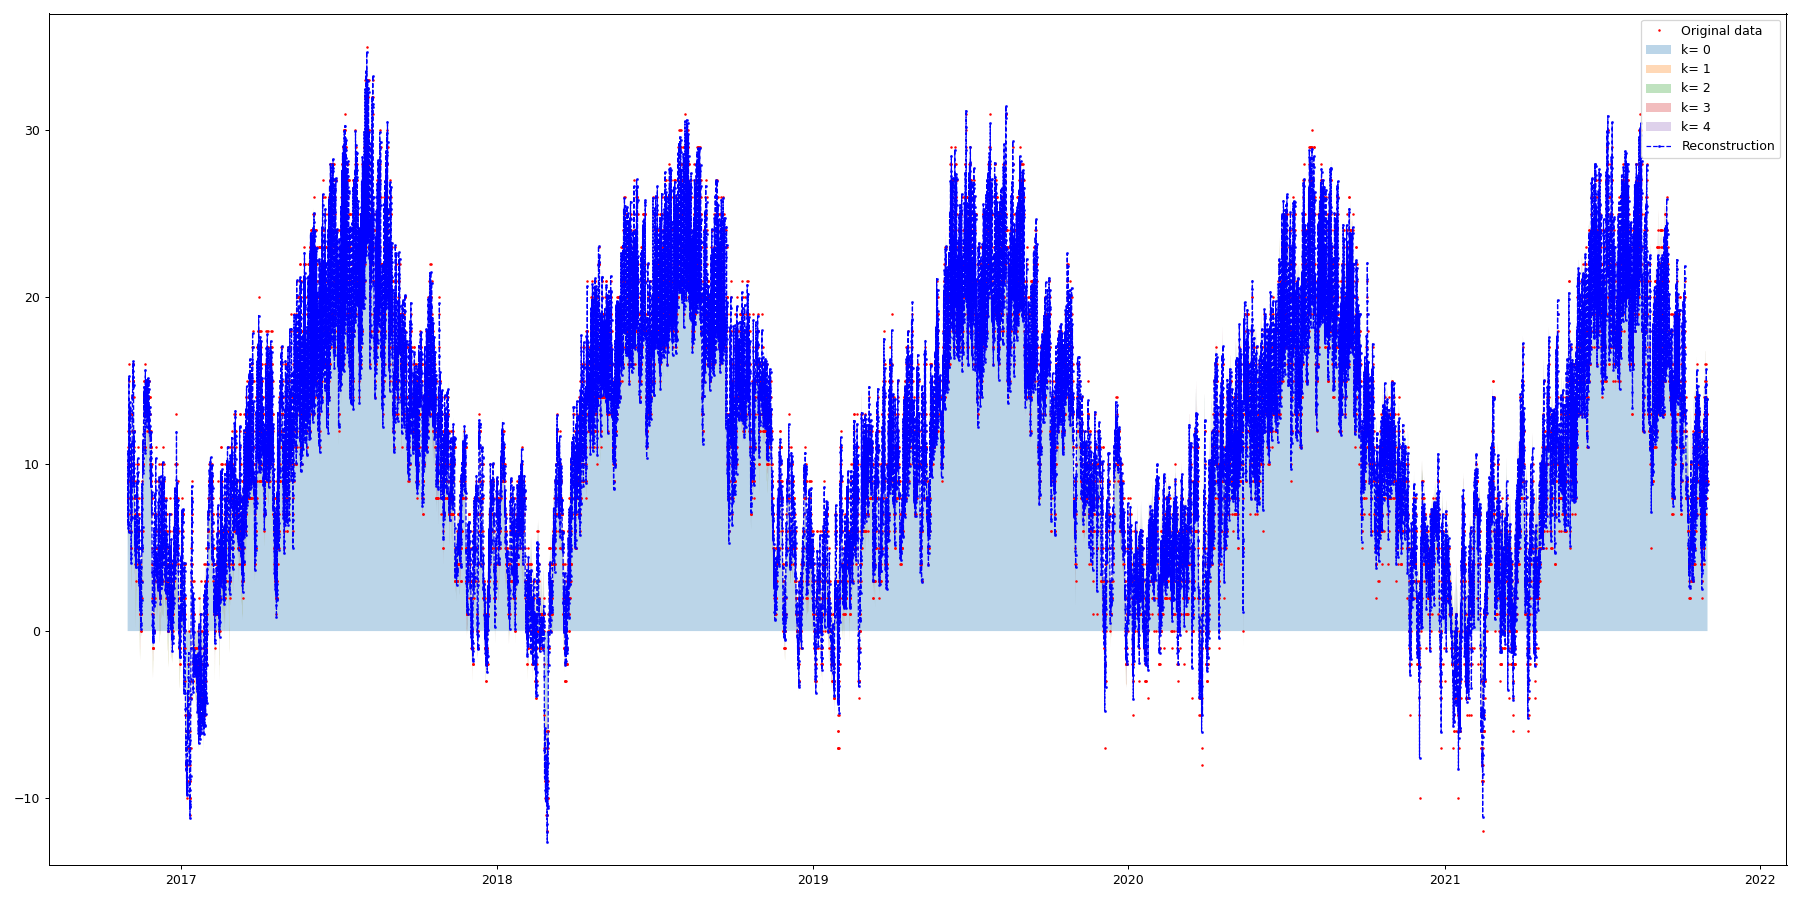 Original data
k= 0
k= 1
k= 2
k= 3
k= 4
Reconstruction
30
20
10
0
−10
2017 2018 2019 2020 2021 2022